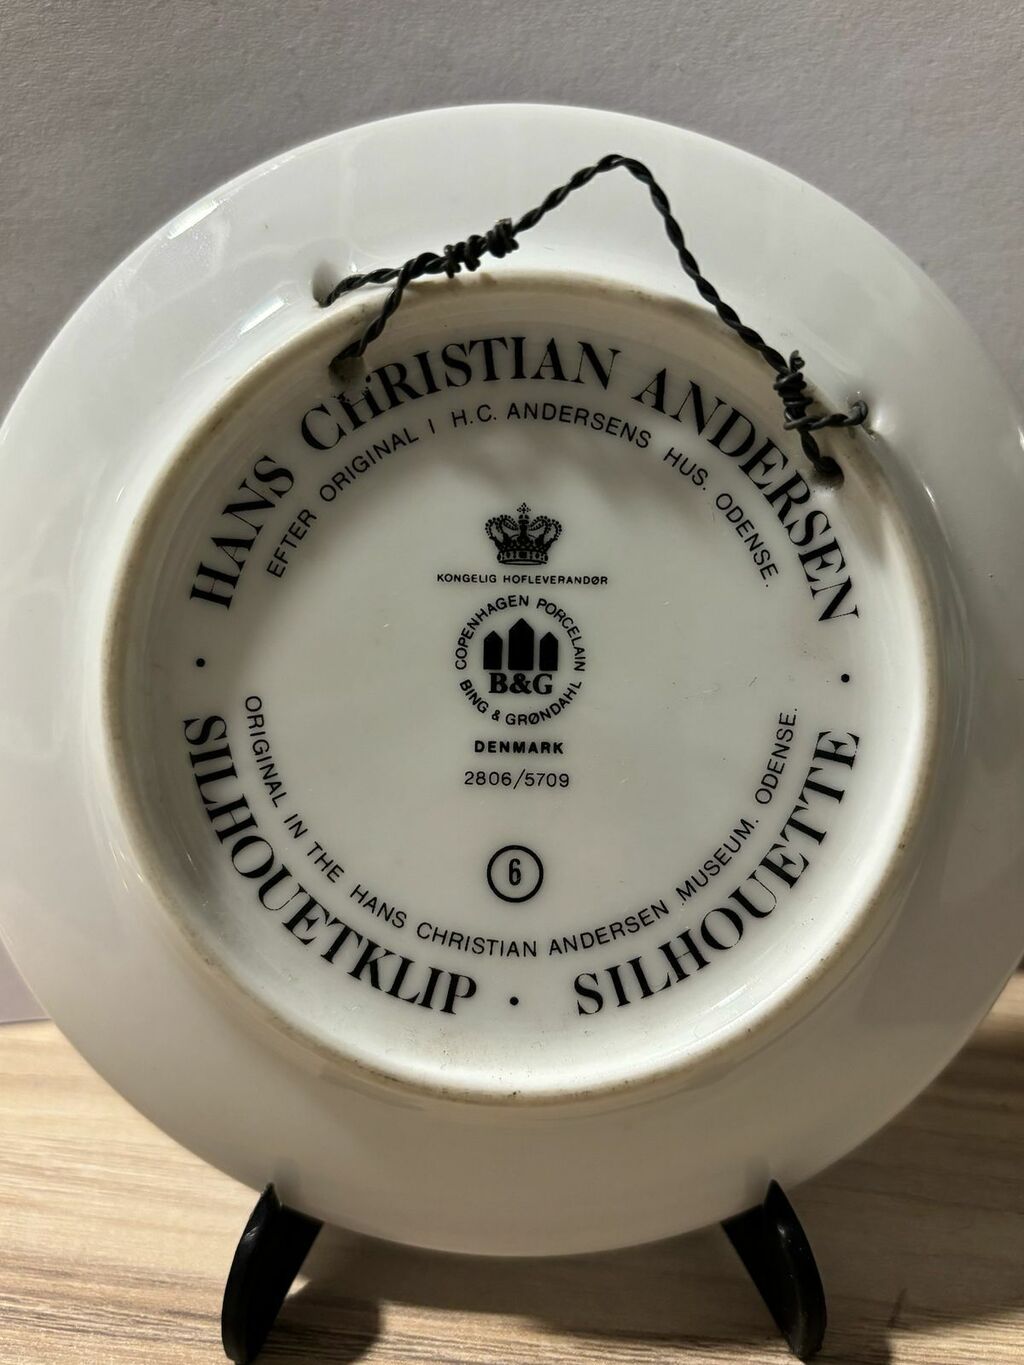 HANS CHRISTIAN ANDERSEN
EFTER ORIGINAL I H.C. ANDERSENS HUS. ODENSE.
KONGELIG HOFLEVERANDØR
COPENHAGEN PORCELAIN
B&G
BING & GRØNDAHL
DENMARK
2806/5709
6
ORIGINAL IN THE HANS CHRISTIAN ANDERSEN MUSEUM. ODENSE.
SILHOUETKLIP · SILHOUETTE